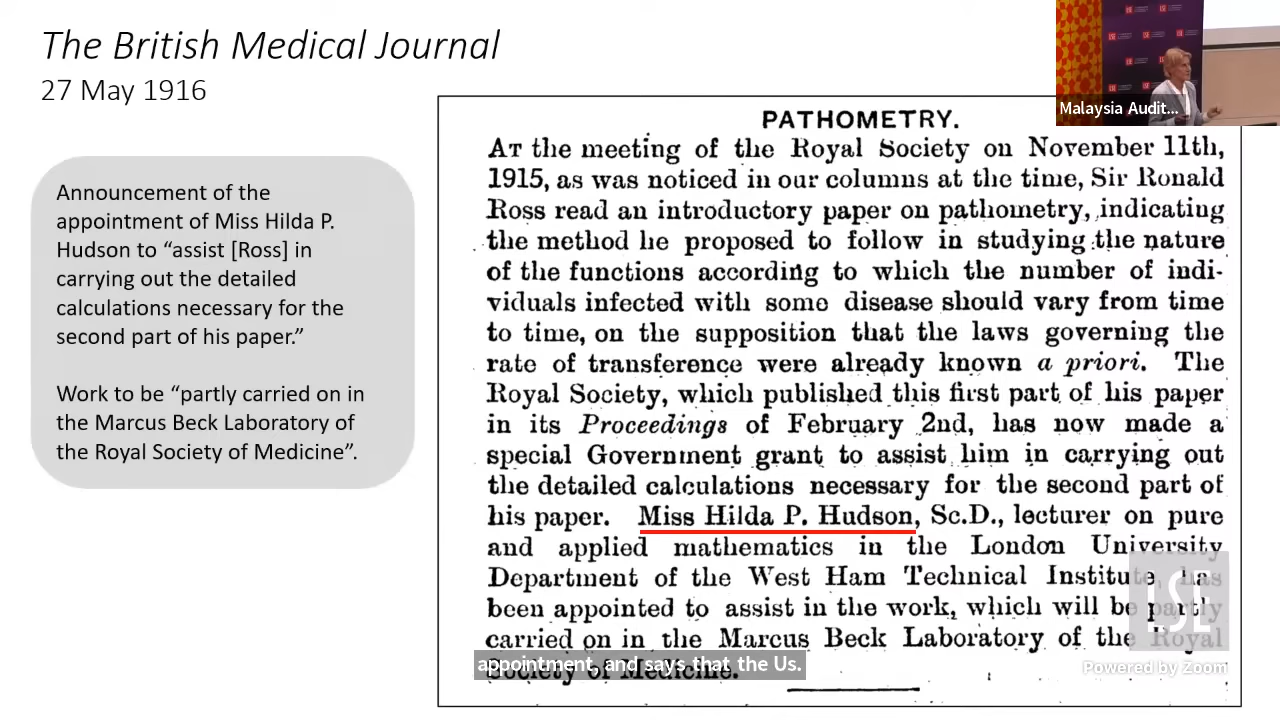 The British Medical Journal
27 May 1916
Malaysia Audit...
Announcement of the
appointment of Miss Hilda P.
Hudson to “assist [Ross] in
carrying out the detailed
calculations necessary for the
second part of his paper.”
Work to be “partly carried on in
the Marcus Beck Laboratory of
the Royal Society of Medicine”.
PATHOMETRY.
AT the meeting of the Royal Society on November 11th,
1915, as was noticed in our columns at the time, Sir Ronald
Ross read an introductory paper on pathometry, indicating
the method he proposed to follow in studying the nature
of the functions according to which the number of indi-
viduals infected with some disease should vary from time
to time, on the supposition that the laws governing the
rate of transference were already known a priori. The
Royal Society, which published this first part of his paper
in its Proceedings of February 2nd, has now made a
special Government grant to assist him in carrying out
the detailed calculations necessary for the second part of
his paper. Miss Hilda P. Hudson, Sc.D., lecturer on pure
and applied mathematics in the London University
Department of the West Ham Technical Institute, has
been appointed to assist in the work, which will be partly
carried on in the Marcus Beck Laboratory of the Royal
Society of Medicine.
appointment, and says that the Us.
LSE
Powered by Zoom